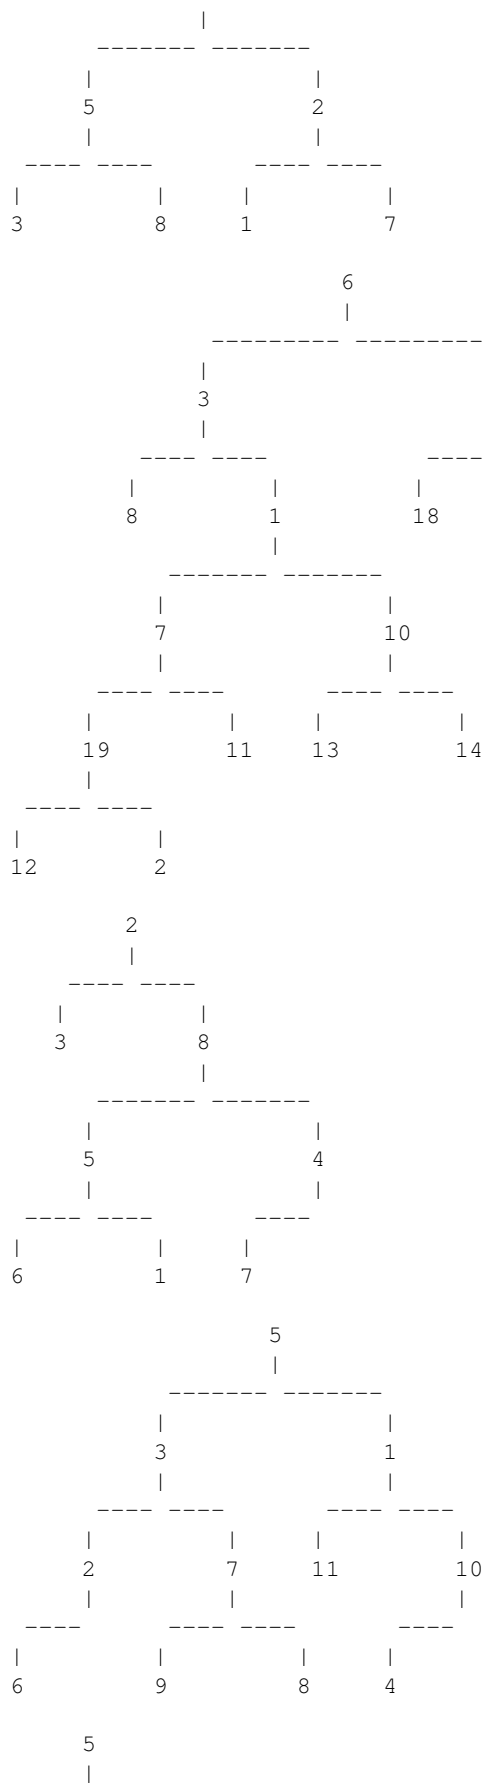 |
------- -------
| |
5 2
| |
---- ---- ---- ----
| | | |
3 8 1 7
6
|
--------- ---------
|
3
|
---- ---- ----
| | |
8 1 18
|
------- -------
| |
7 10
| |
---- ---- ---- ----
| | | |
19 11 13 14
|
---- ----
| |
12 2
2
|
---- ----
| |
3 8
|
------- -------
| |
5 4
| |
---- ---- ----
| | |
6 1 7
5
|
------- -------
| |
3 1
| |
---- ---- ---- ----
| | | |
2 7 11 10
| | |
---- ---- ---- ----
| | | |
6 9 8 4
5
|